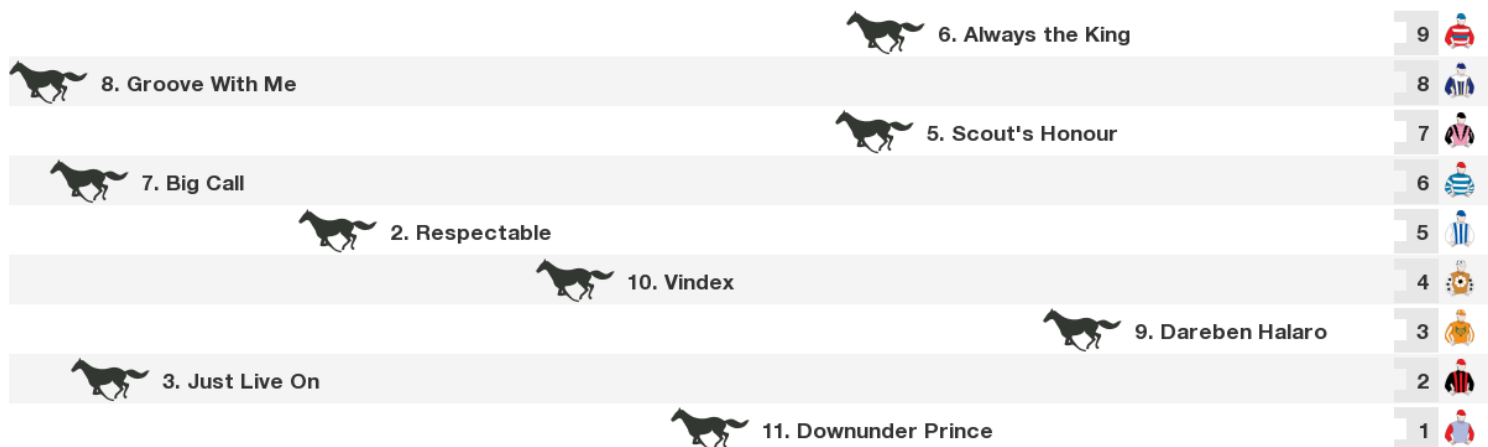 6. Always the King 9
8. Groove With Me 8
5. Scout's Honour 7
7. Big Call 6
2. Respectable 5
10. Vindex 4
9. Dareben Halaro 3
3. Just Live On 2
11. Downunder Prince 1